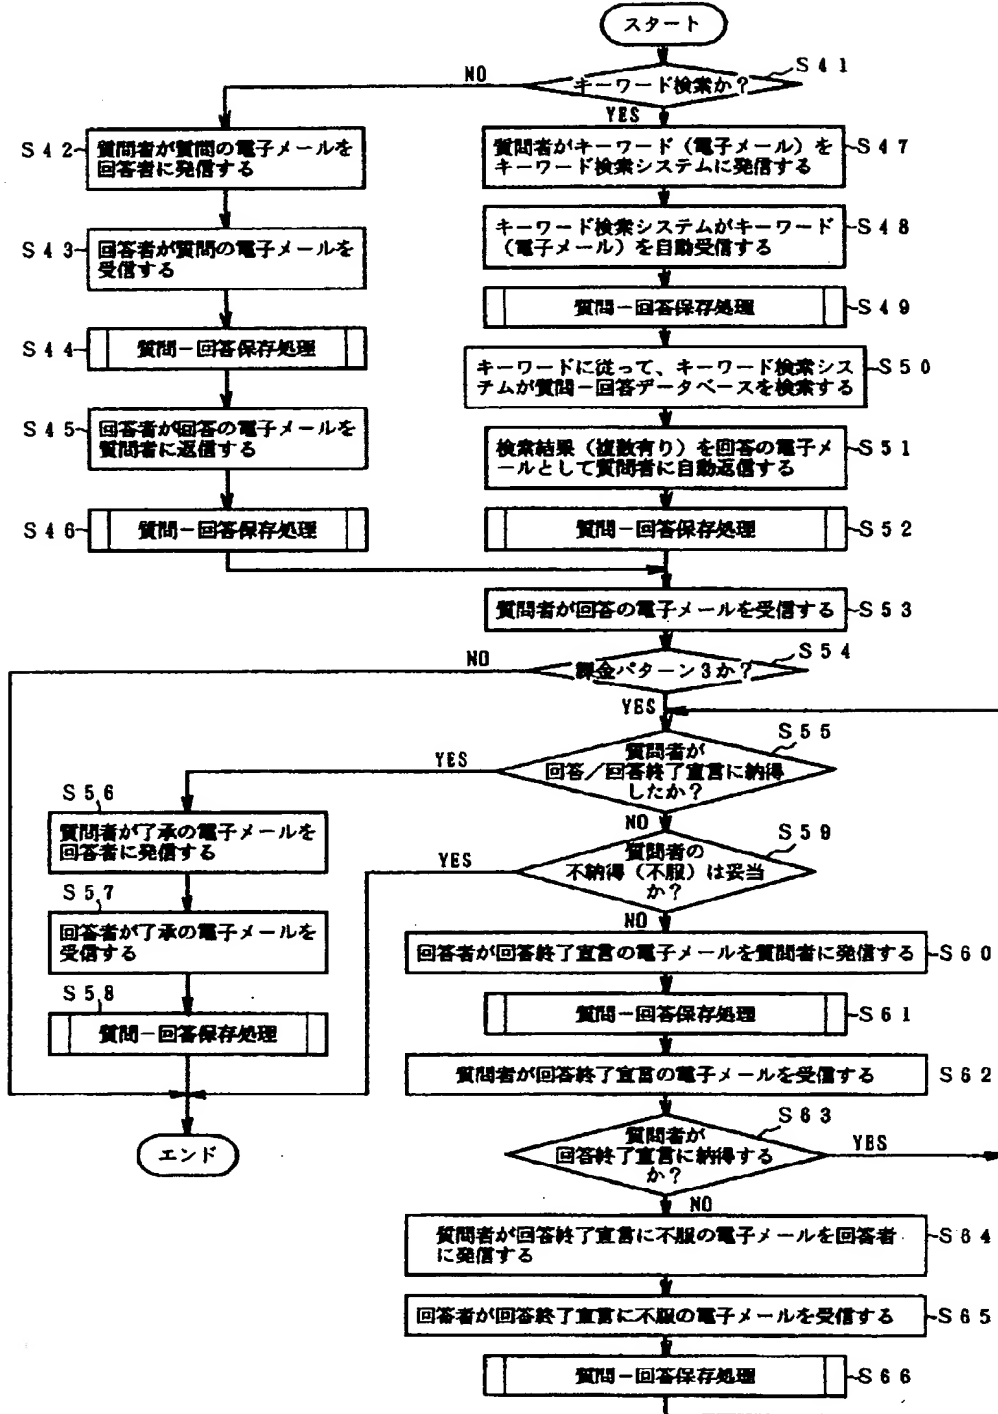 スタート
S41
キーワード検索か?
NO
YES
S42
質問者が質問の電子メールを
回答者に発信する
S43
回答者が質問の電子メールを
受信する
S44
質問-回答保存処理
S45
回答者が回答の電子メールを
質問者に返信する
S46
質問-回答保存処理
質問者がキーワード(電子メール)を
キーワード検索システムに発信する
S47
キーワード検索システムがキーワード
(電子メール)を自動受信する
S48
質問-回答保存処理
S49
キーワードに従って、キーワード検索シス
テムが質問-回答データベースを検索する
S50
検索結果(複数有り)を回答の電子メ
ールとして質問者に自動返信する
S51
質問-回答保存処理
S52
質問者が回答の電子メールを受信する
S53
S54
課金パターン3か?
NO
YES
S55
質問者が
回答/回答終了宣言に納得
したか?
YES
NO
S56
質問者が了承の電子メールを
回答者に発信する
S57
回答者が了承の電子メールを
受信する
S58
質問-回答保存処理
エンド
S59
質問者の
不納得(不服)は妥当
か?
YES
NO
回答者が回答終了宣言の電子メールを質問者に発信する
S60
質問-回答保存処理
S61
質問者が回答終了宣言の電子メールを受信する
S62
S63
質問者が
回答終了宣言に納得する
か?
YES
NO
質問者が回答終了宣言に不服の電子メールを回答者
に発信する
S64
回答者が回答終了宣言に不服の電子メールを受信する
S65
質問-回答保存処理
S66